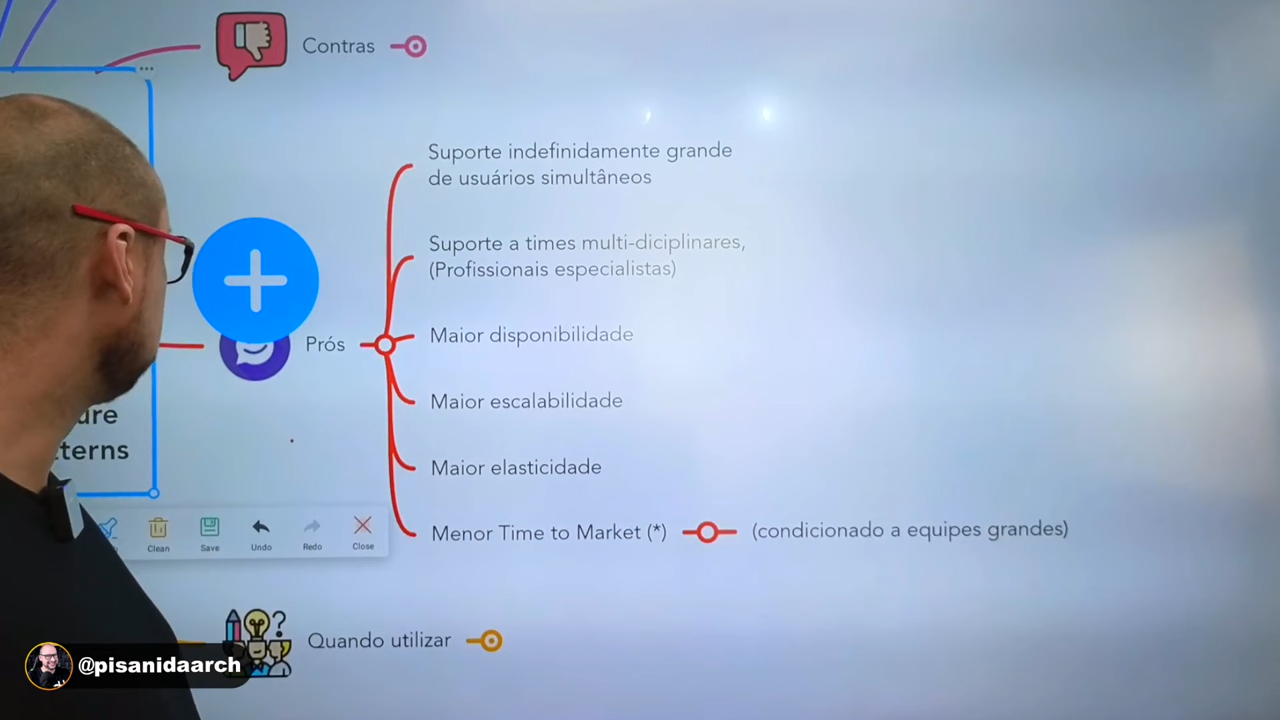 Contras
Suporte indefinidamente grande
de usuários simultâneos
Suporte a times multi-diciplinares,
(Profissionais especialistas)
Maior disponibilidade
Prós
Maior escalabilidade
Maior elasticidade
Menor Time to Market (*)
(condicionado a equipes grandes)
terns
Clean
Save
Undo
Redo
Close
Quando utilizar
@pisanidaarch